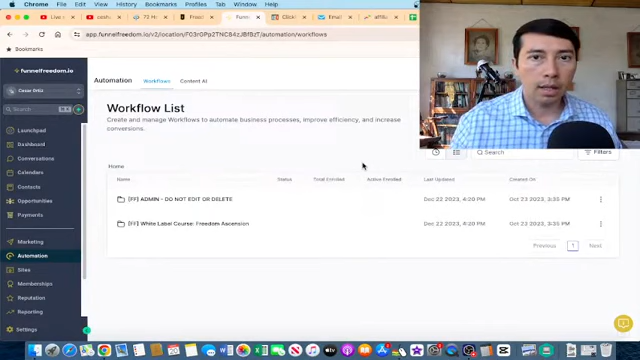 Chrome File Edit View History Bookmarks Profiles Tab Window Help
funnelfreedom.io/v2/location/
/automation/workflows
Bookmarks
funnelfreedom.io
Cesar Ortiz
Search
Automation
Workflows
Content AI
Launchpad
Dashboard
Conversations
Calendars
Contacts
Opportunities
Payments
Marketing
Automation
Sites
Memberships
Reputation
Reporting
Settings
Workflow List
Create and manage Workflows to automate business processes, improve efficiency, and increase
conversions.
Search
Filters
Home
Name Status Total Enrolled Active Enrolled Last Updated Created On
[FF] ADMIN - DO NOT EDIT OR DELETE Dec 22 2023, 4:20 PM Oct 22 2023, 3:35 PM
[FF] White Label Course: Freedom Ascension Dec 22 2023, 4:20 PM Oct 22 2023, 3:35 PM
Previous 1 Next